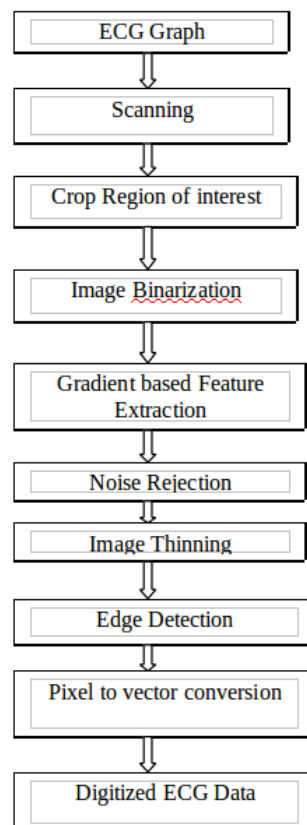 ECG Graph
Scanning
Crop Region of interest
Image Binarization
Gradient based Feature
Extraction
Noise Rejection
Image Thinning
Edge Detection
Pixel to vector conversion
Digitized ECG Data